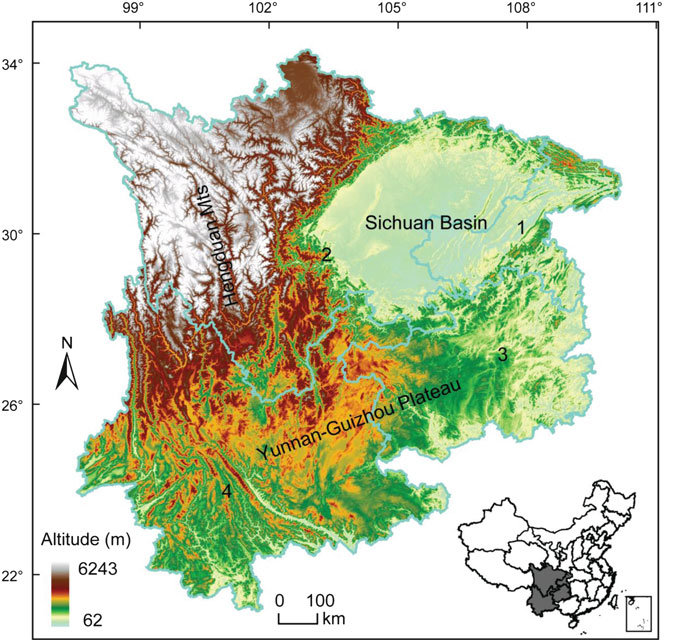 99° 102° 105° 108° 111°
34°
Hengduan Mts
Sichuan Basin
1
30°
2
N
3
26°
Yunnan-Guizhou Plateau
4
Altitude (m)
6243
62
22°
0 100
km